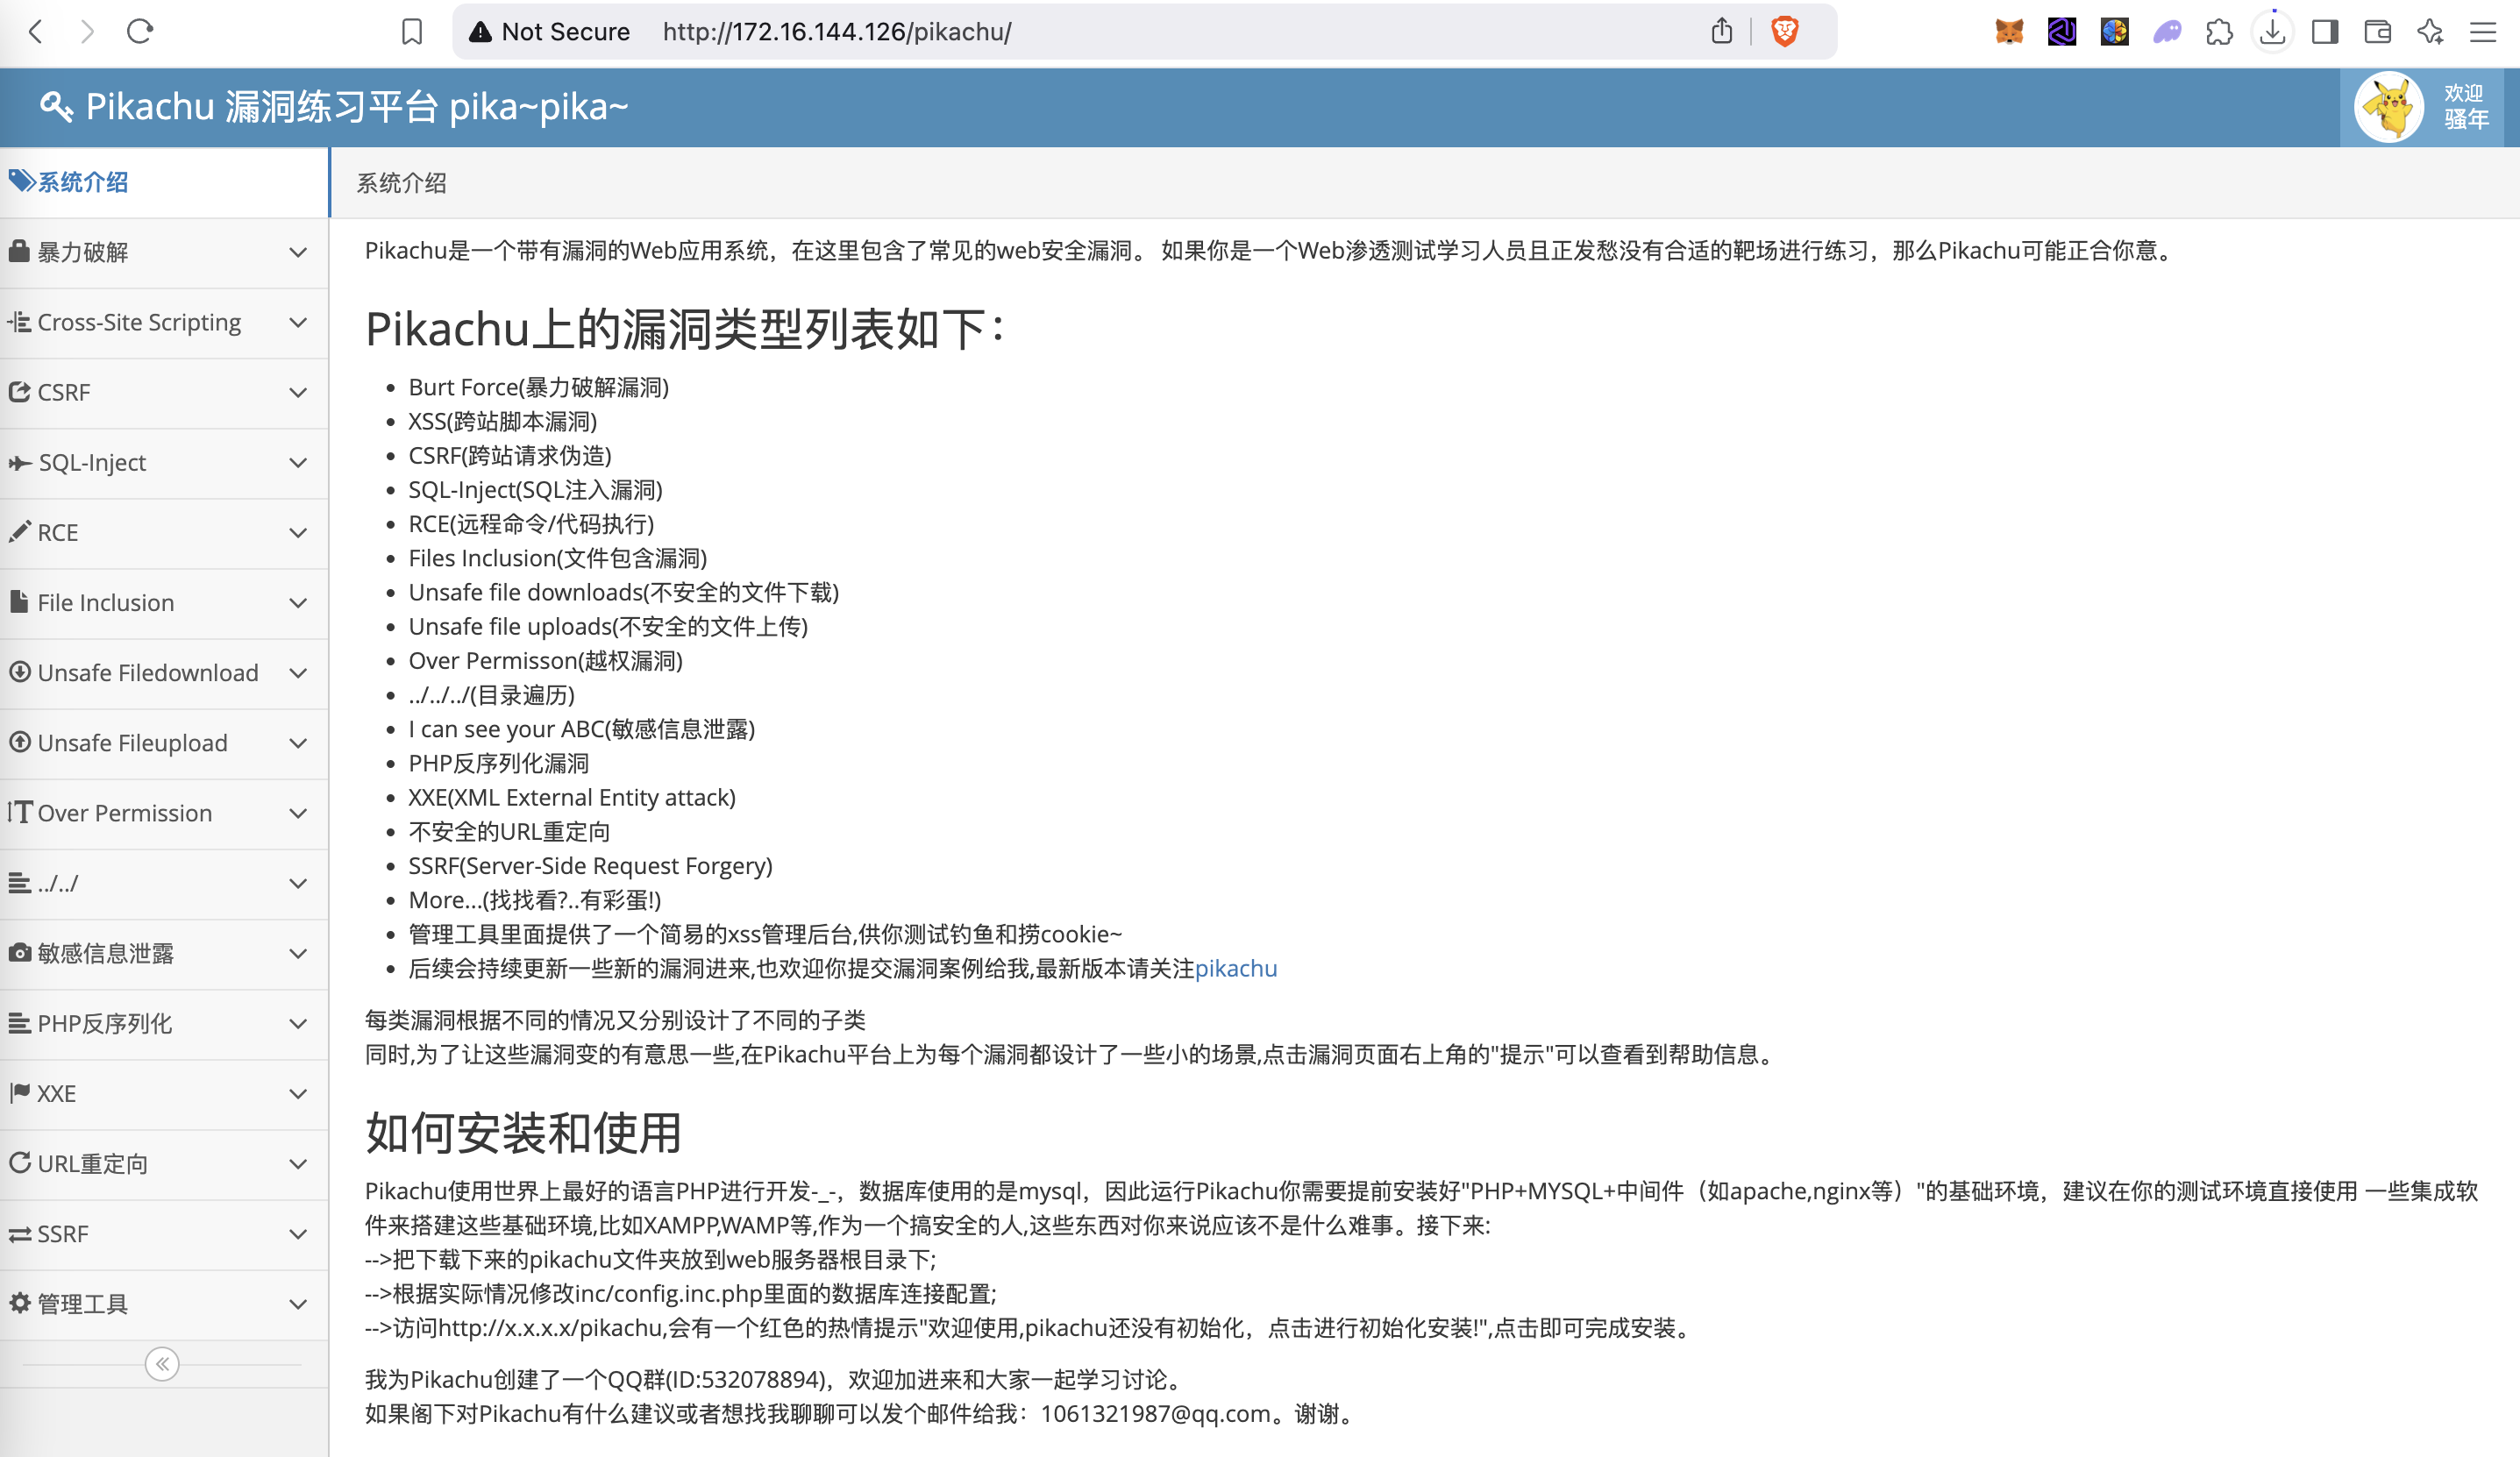 Not Secure http://172.16.144.126/pikachu/
Pikachu 漏洞练习平台 pika~pika~
欢迎
骚年
系统介绍
暴力破解
Cross-Site Scripting
CSRF
SQL-Inject
RCE
File Inclusion
Unsafe Filedownload
Unsafe Fileupload
Over Permission
../../
敏感信息泄露
PHP反序列化
XXE
URL重定向
SSRF
管理工具
系统介绍
Pikachu是一个带有漏洞的Web应用系统，在这里包含了常见的web安全漏洞。 如果你是一个Web渗透测试学习人员且正发愁没有合适的靶场进行练习，那么Pikachu可能正合你意。
Pikachu上的漏洞类型列表如下：
Burt Force(暴力破解漏洞)
XSS(跨站脚本漏洞)
CSRF(跨站请求伪造)
SQL-Inject(SQL注入漏洞)
RCE(远程命令/代码执行)
Files Inclusion(文件包含漏洞)
Unsafe file downloads(不安全的文件下载)
Unsafe file uploads(不安全的文件上传)
Over Permisson(越权漏洞)
../../../(目录遍历)
I can see your ABC(敏感信息泄露)
PHP反序列化漏洞
XXE(XML External Entity attack)
不安全的URL重定向
SSRF(Server-Side Request Forgery)
More...(找找看?..有彩蛋!)
管理工具里面提供了一个简易的xss管理后台,供你测试钓鱼和捞cookie~
后续会持续更新一些新的漏洞进来,也欢迎你提交漏洞案例给我,最新版本请关注pikachu
每类漏洞根据不同的情况又分别设计了不同的子类
同时,为了让这些漏洞变的有意思一些,在Pikachu平台上为每个漏洞都设计了一些小的场景,点击漏洞页面右上角的"提示"可以查看到帮助信息。
如何安装和使用
Pikachu使用世界上最好的语言PHP进行开发-_-，数据库使用的是mysql，因此运行Pikachu你需要提前安装好"PHP+MYSQL+中间件（如apache,nginx等）"的基础环境，建议在你的测试环境直接使用 一些集成软
件来搭建这些基础环境,比如XAMPP,WAMP等,作为一个搞安全的人,这些东西对你来说应该不是什么难事。接下来:
-->把下载下来的pikachu文件夹放到web服务器根目录下;
-->根据实际情况修改inc/config.inc.php里面的数据库连接配置;
-->访问http://x.x.x.x/pikachu,会有一个红色的热情提示"欢迎使用,pikachu还没有初始化，点击进行初始化安装!",点击即可完成安装。
我为Pikachu创建了一个QQ群(ID:532078894)，欢迎加进来和大家一起学习讨论。
如果阁下对Pikachu有什么建议或者想找我聊聊可以发个邮件给我：1061321987@qq.com。谢谢。